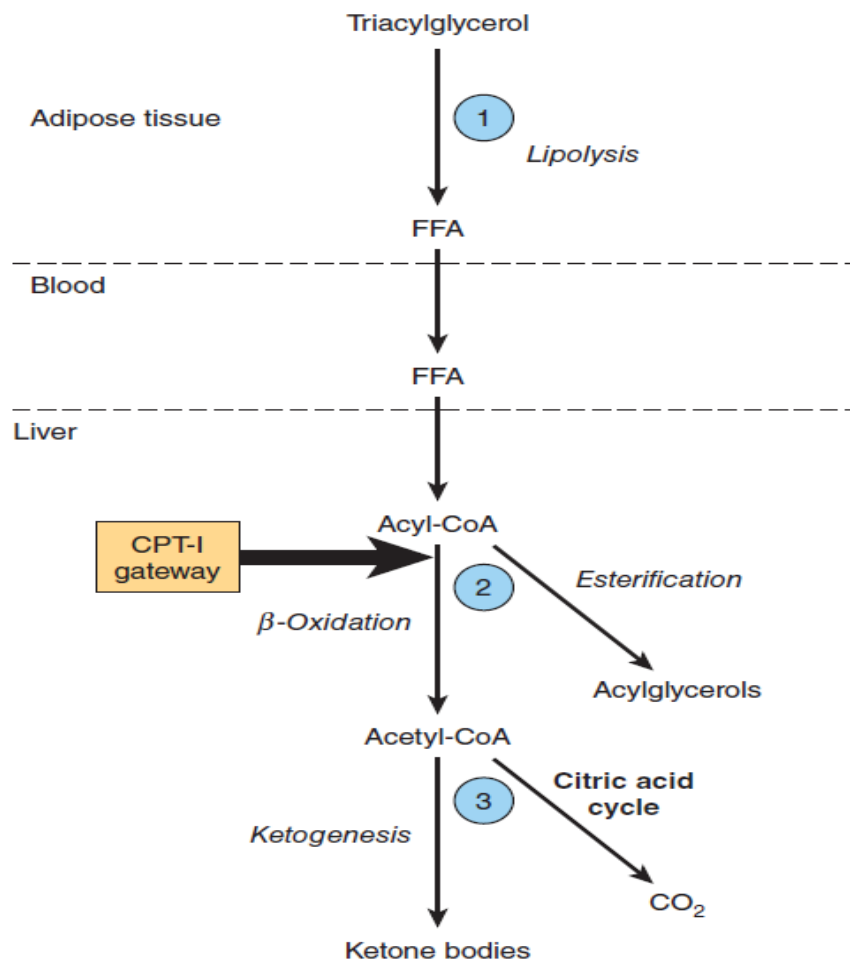 Triacylglycerol
Adipose tissue
1
Lipolysis
FFA
Blood
FFA
Liver
Acyl-CoA
CPT-I
gateway
2
Esterification
β-Oxidation
Acylglycerols
Acetyl-CoA
Citric acid
cycle
3
Ketogenesis
CO₂
Ketone bodies